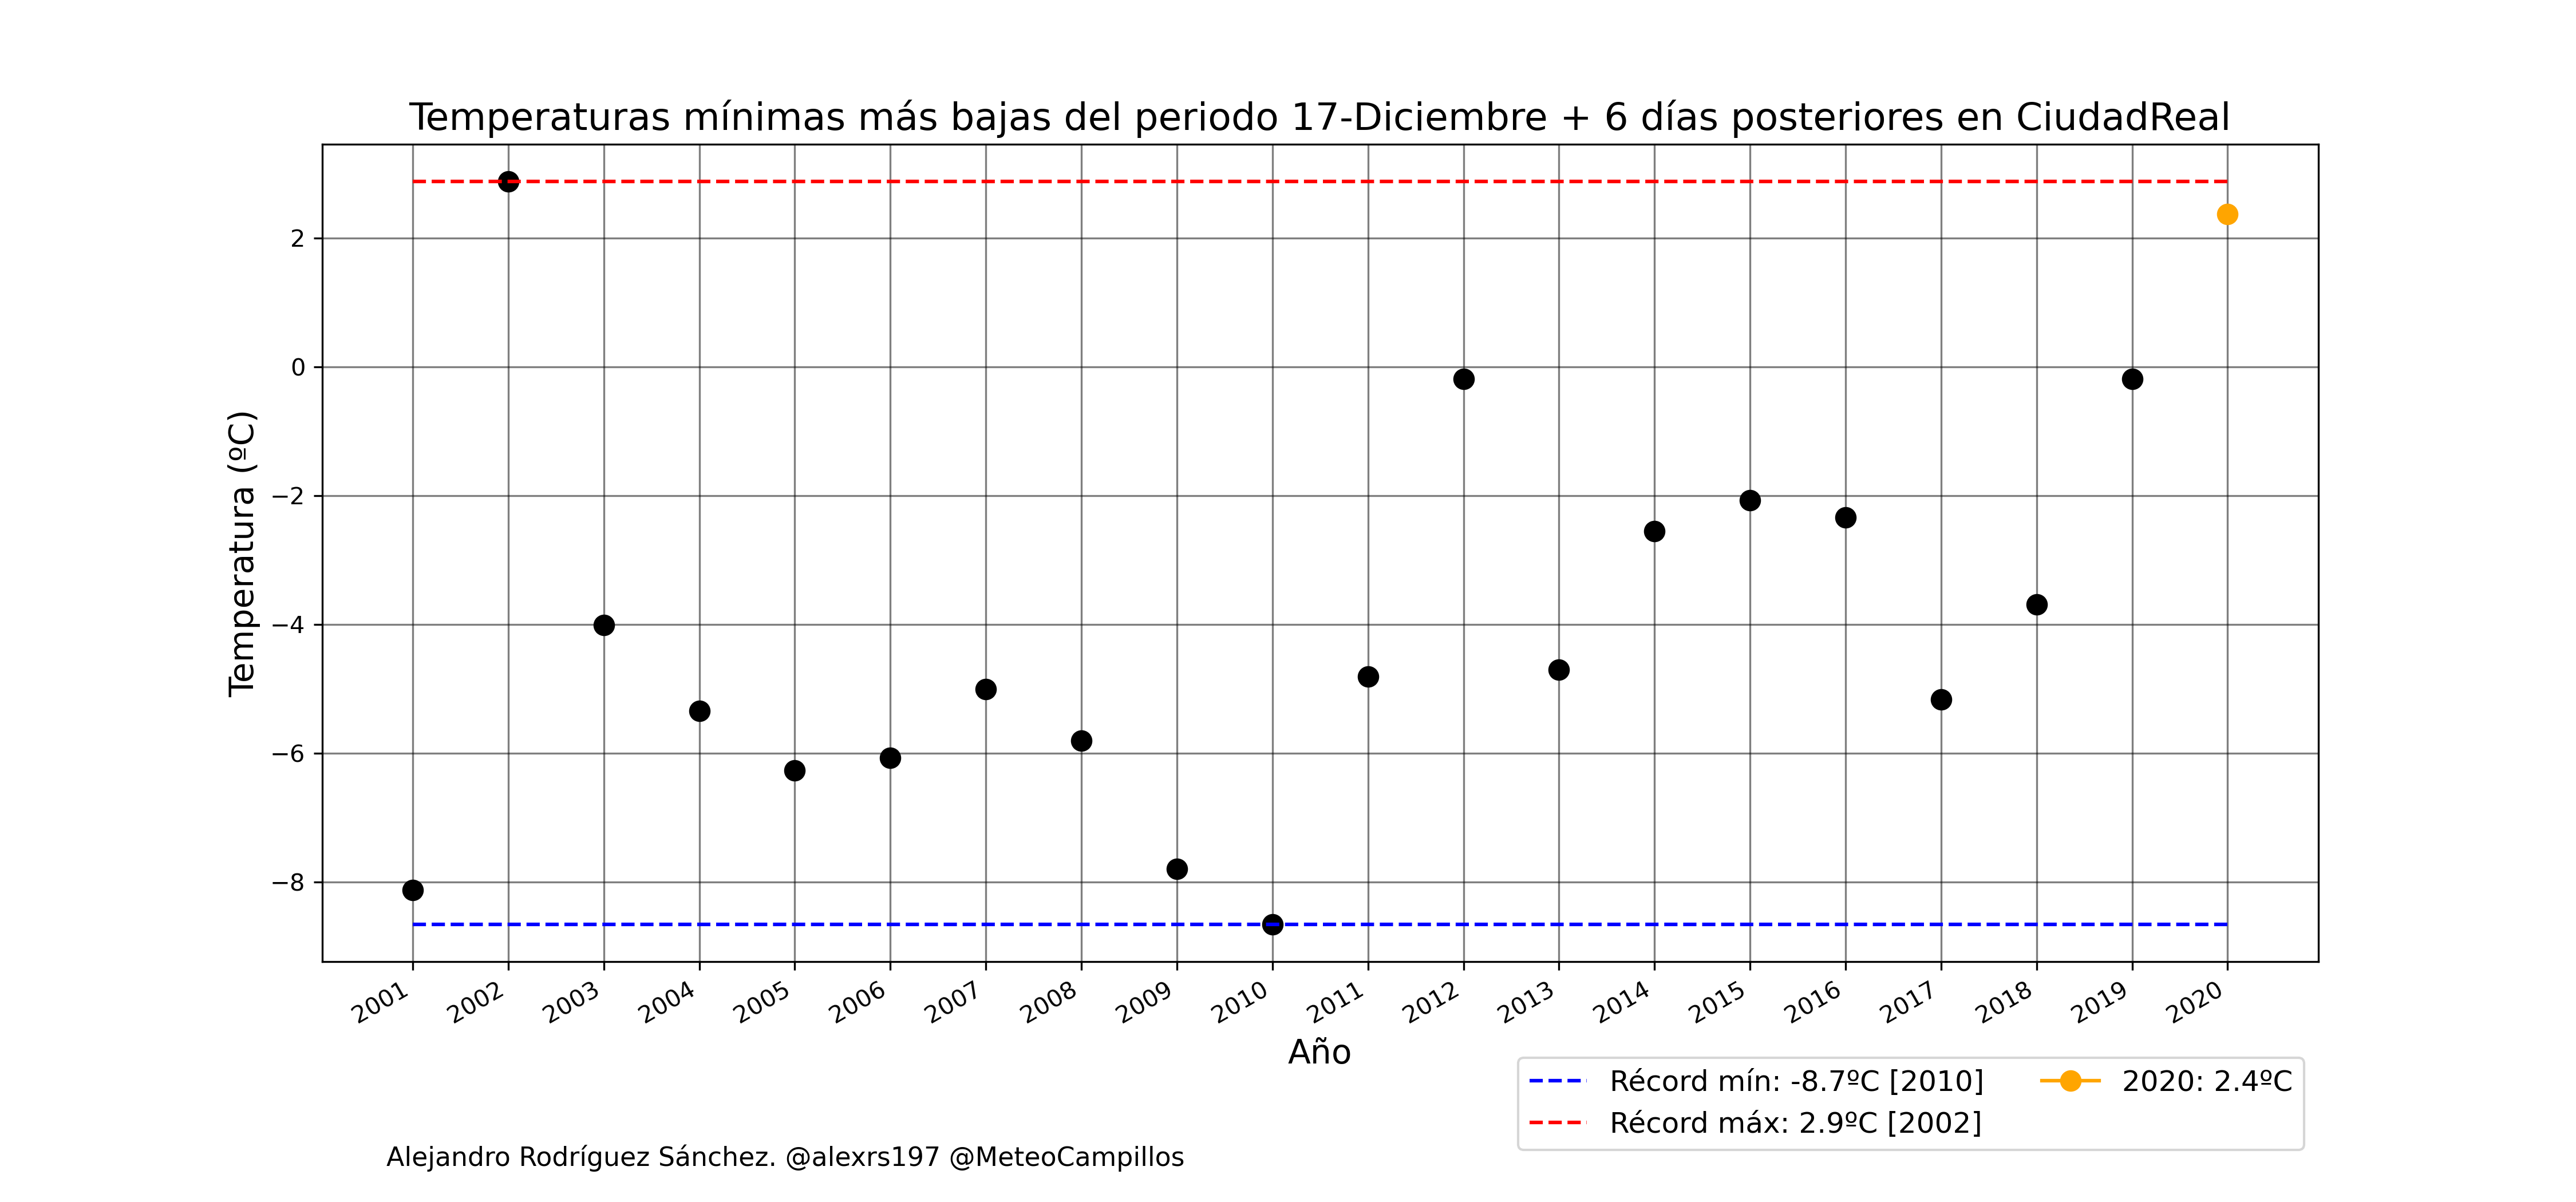 Temperaturas mínimas más bajas del periodo 17-Diciembre + 6 días posteriores en CiudadReal
Temperatura (ºC)
2
0
−2
−4
−6
−8
2001 2002 2003 2004 2005 2006 2007 2008 2009 2010 2011 2012 2013 2014 2015 2016 2017 2018 2019 2020
Año
Récord mín: -8.7ºC [2010]
Récord máx: 2.9ºC [2002]
2020: 2.4ºC
Alejandro Rodríguez Sánchez. @alexrs197 @MeteoCampillos